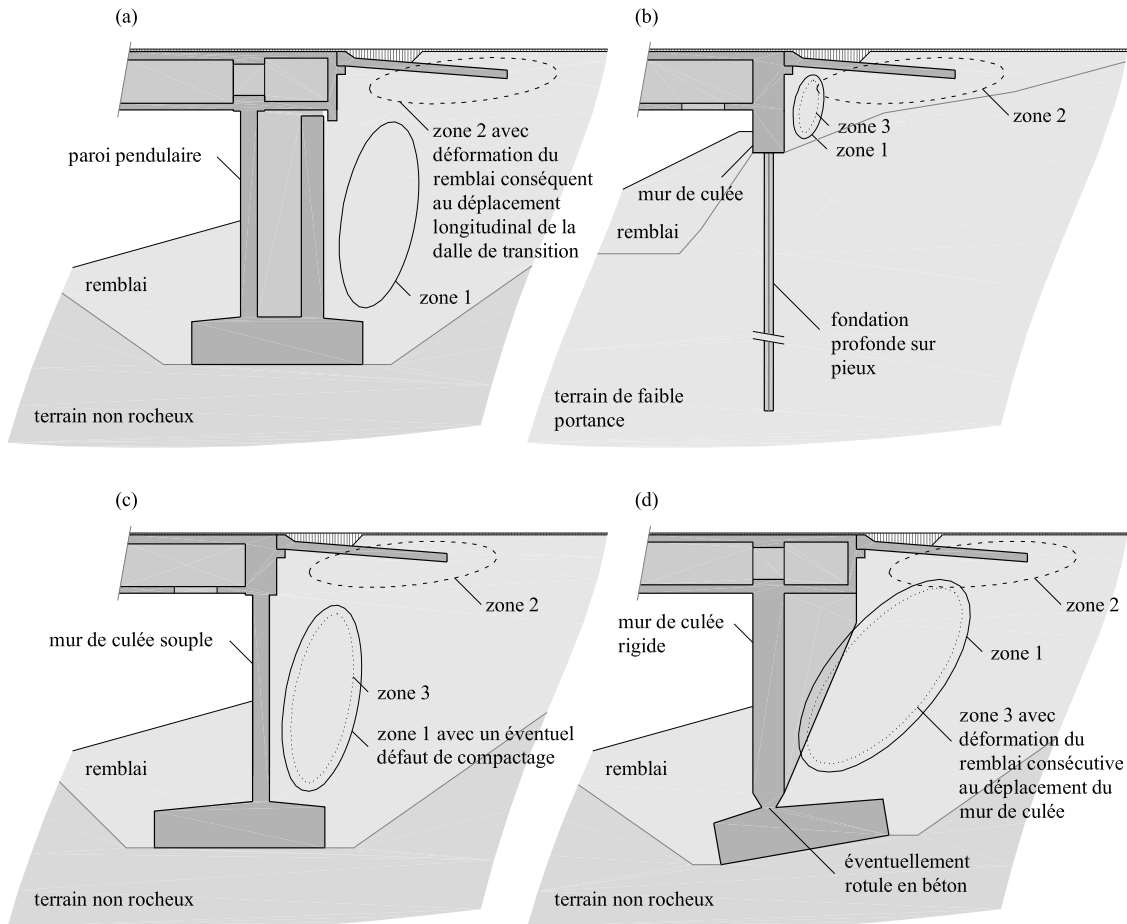 (a)
paroi pendulaire
remblai
terrain non rocheux
zone 2 avec
déformation du
remblai conséquent
au déplacement
longitudinal de la
dalle de transition
zone 1
(b)
zone 2
zone 3
zone 1
mur de culée
remblai
fondation
profonde sur
pieux
terrain de faible
portance
(c)
zone 2
mur de culée souple
zone 3
zone 1 avec un éventuel
défaut de compactage
remblai
terrain non rocheux
(d)
zone 2
mur de culée
rigide
zone 1
zone 3 avec
déformation du
remblai consécutive
au déplacement du
mur de culée
remblai
éventuellement
rotule en béton
terrain non rocheux